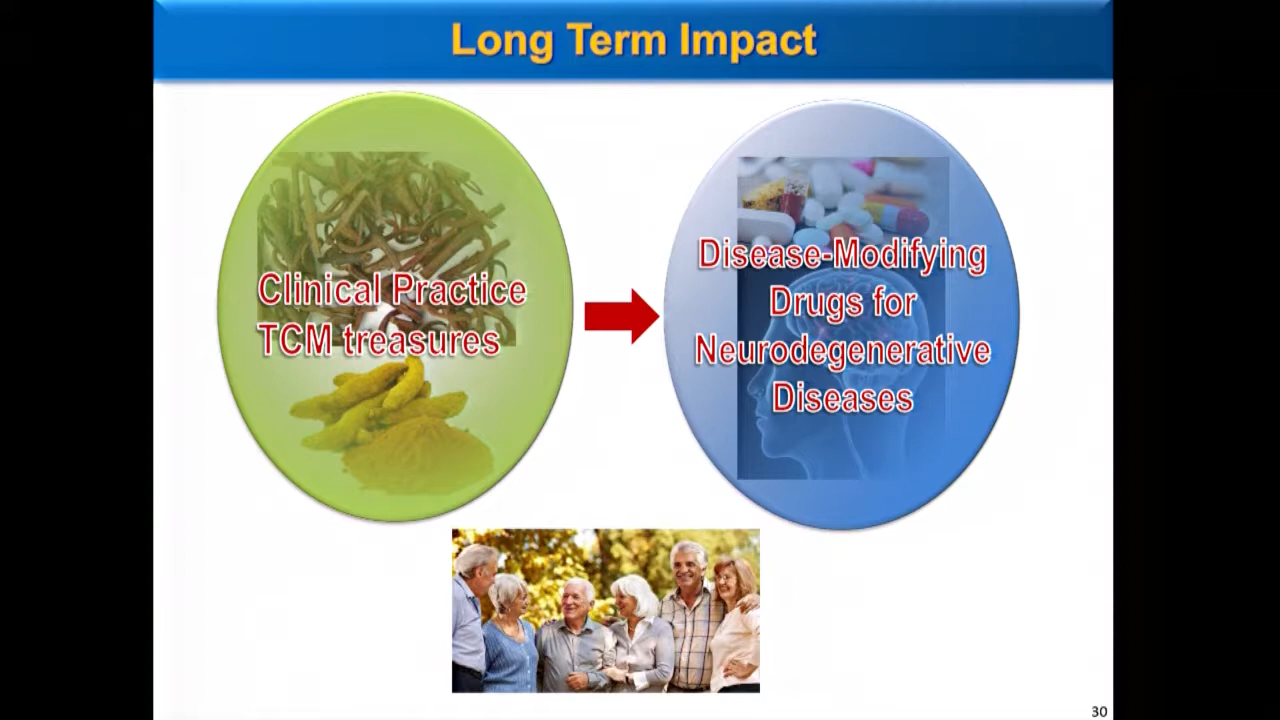 Long Term Impact
Clinical Practice
TCM treasures
Disease-Modifying
Drugs for
Neurodegenerative
Diseases
30